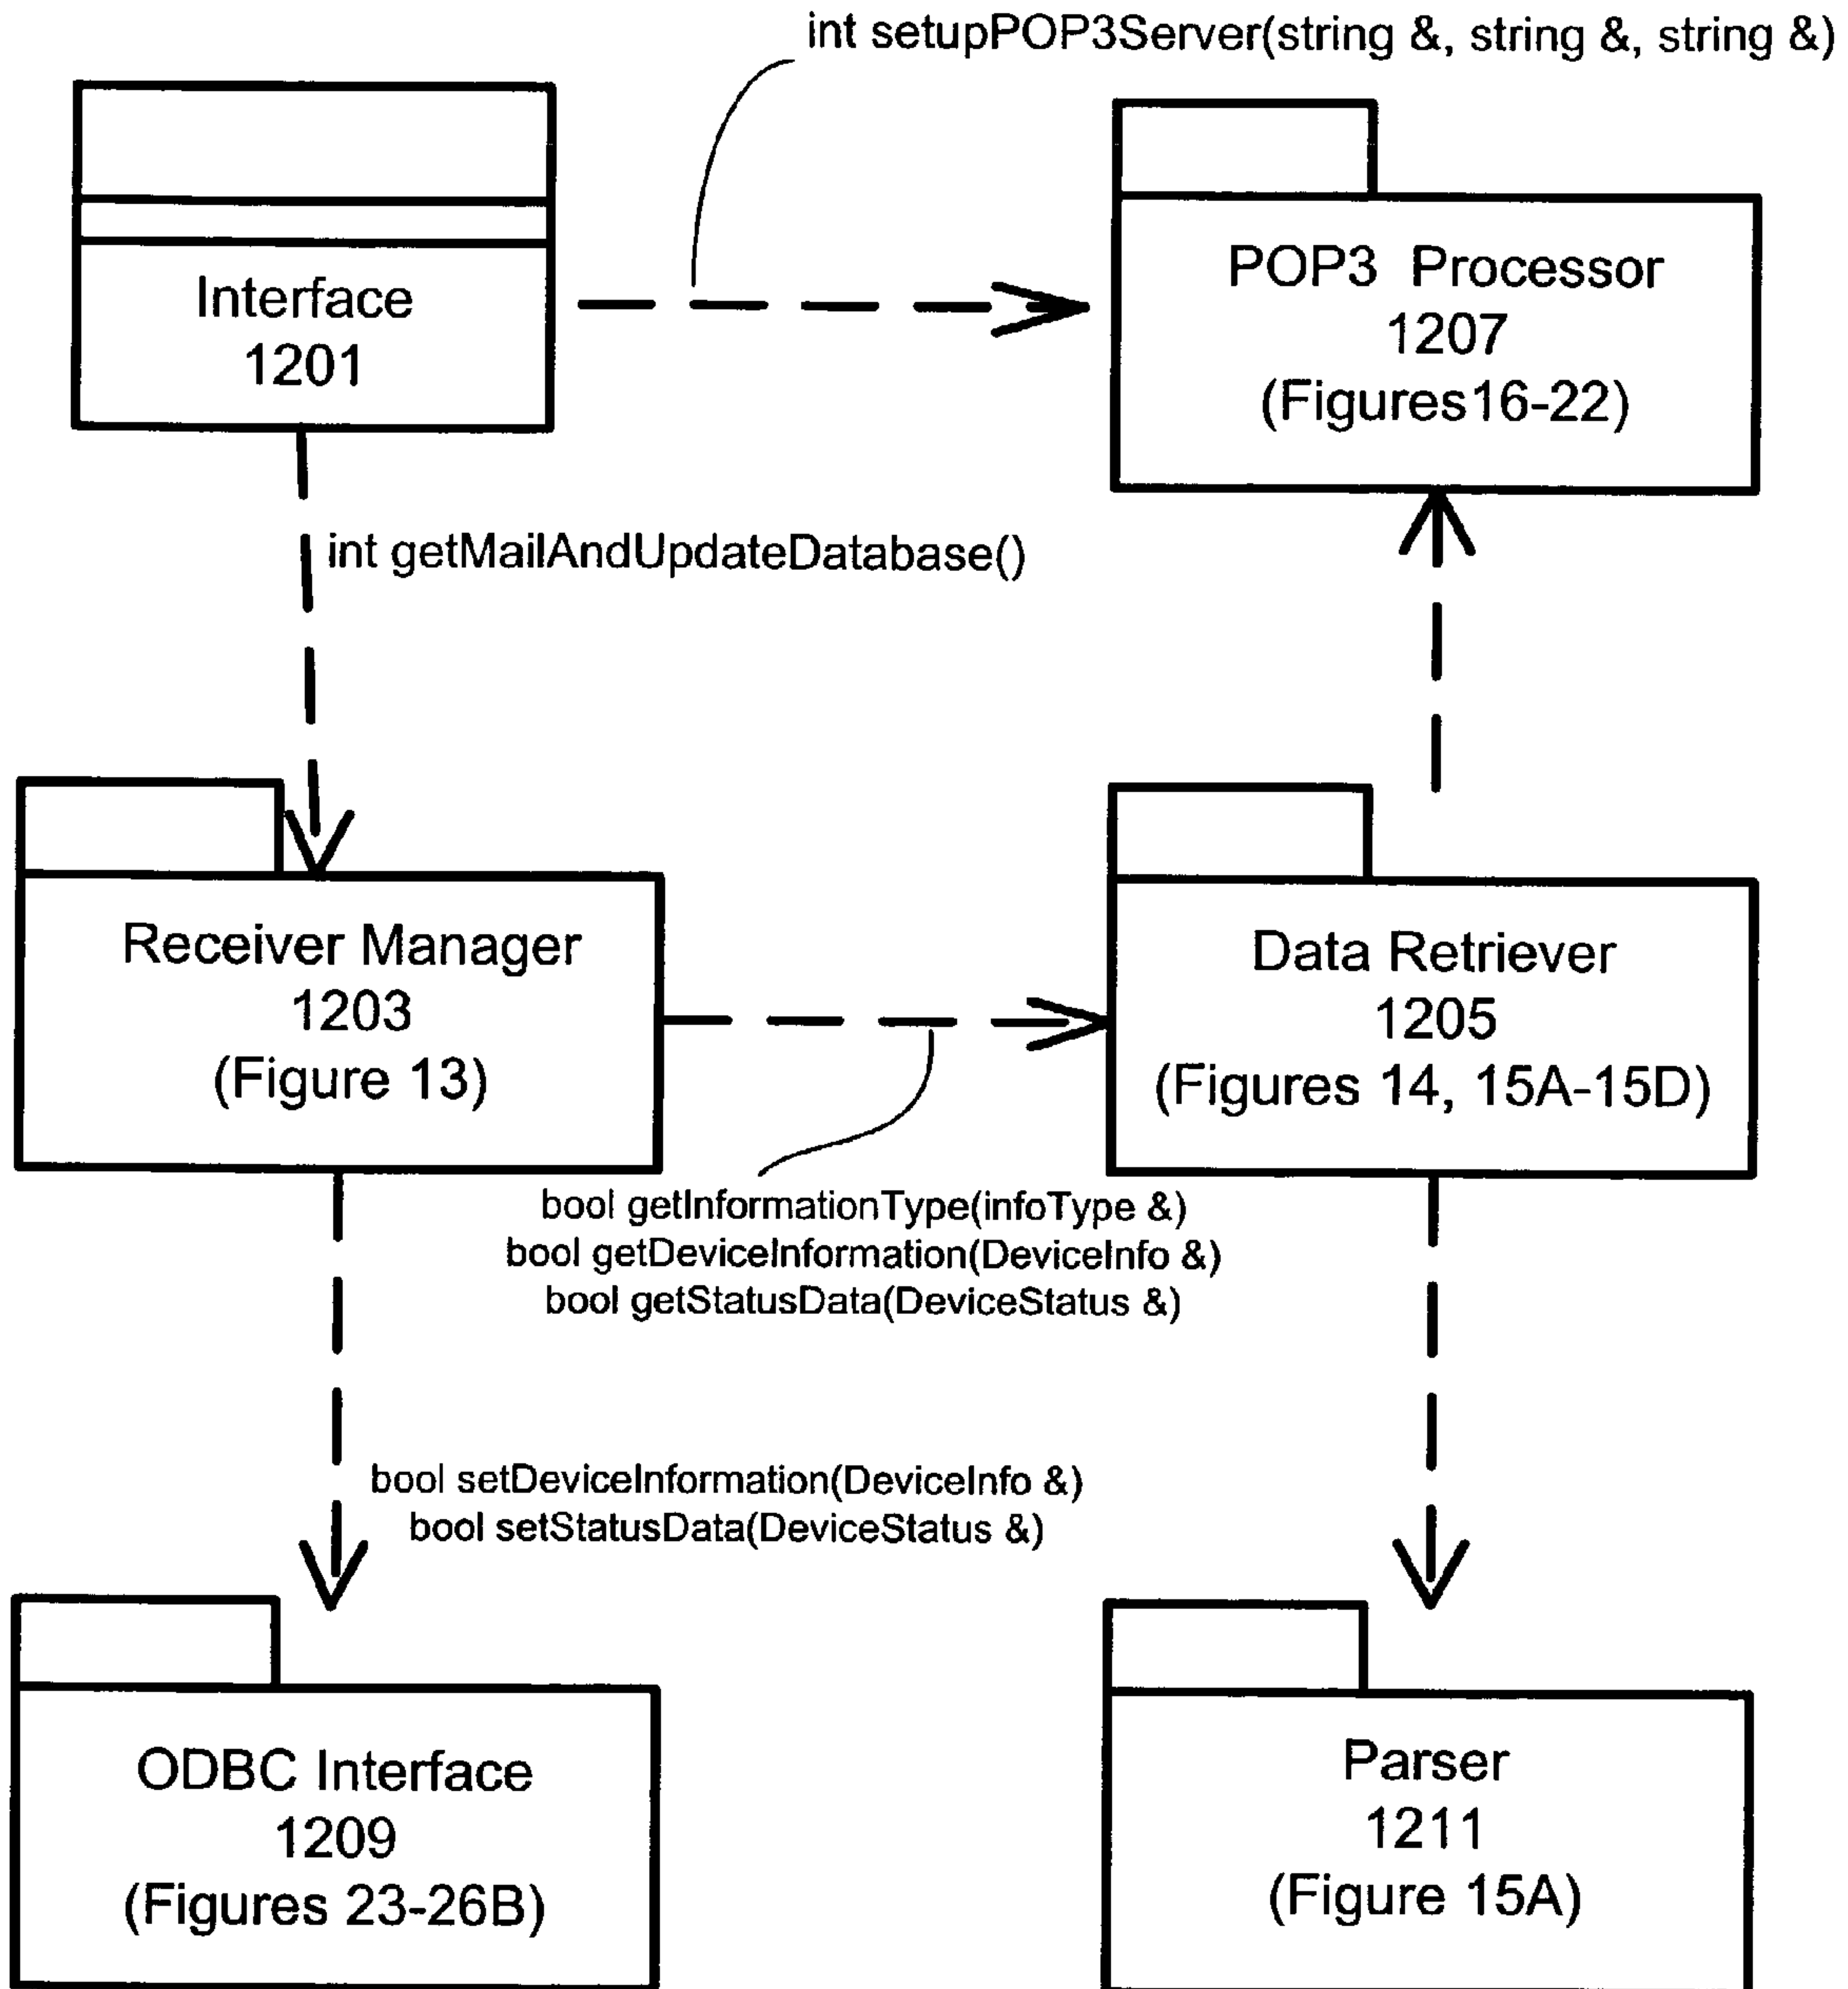 int setupPOP3Server(string &, string &, string &)
Interface
1201
POP3 Processor
1207
(Figures16-22)
int getMailAndUpdateDatabase()
Receiver Manager
1203
(Figure 13)
Data Retriever
1205
(Figures 14, 15A-15D)
bool getInformationType(infoType &)
bool getDeviceInformation(DeviceInfo &)
bool getStatusData(DeviceStatus &)
bool setDeviceInformation(DeviceInfo &)
bool setStatusData(DeviceStatus &)
ODBC Interface
1209
(Figures 23-26B)
Parser
1211
(Figure 15A)